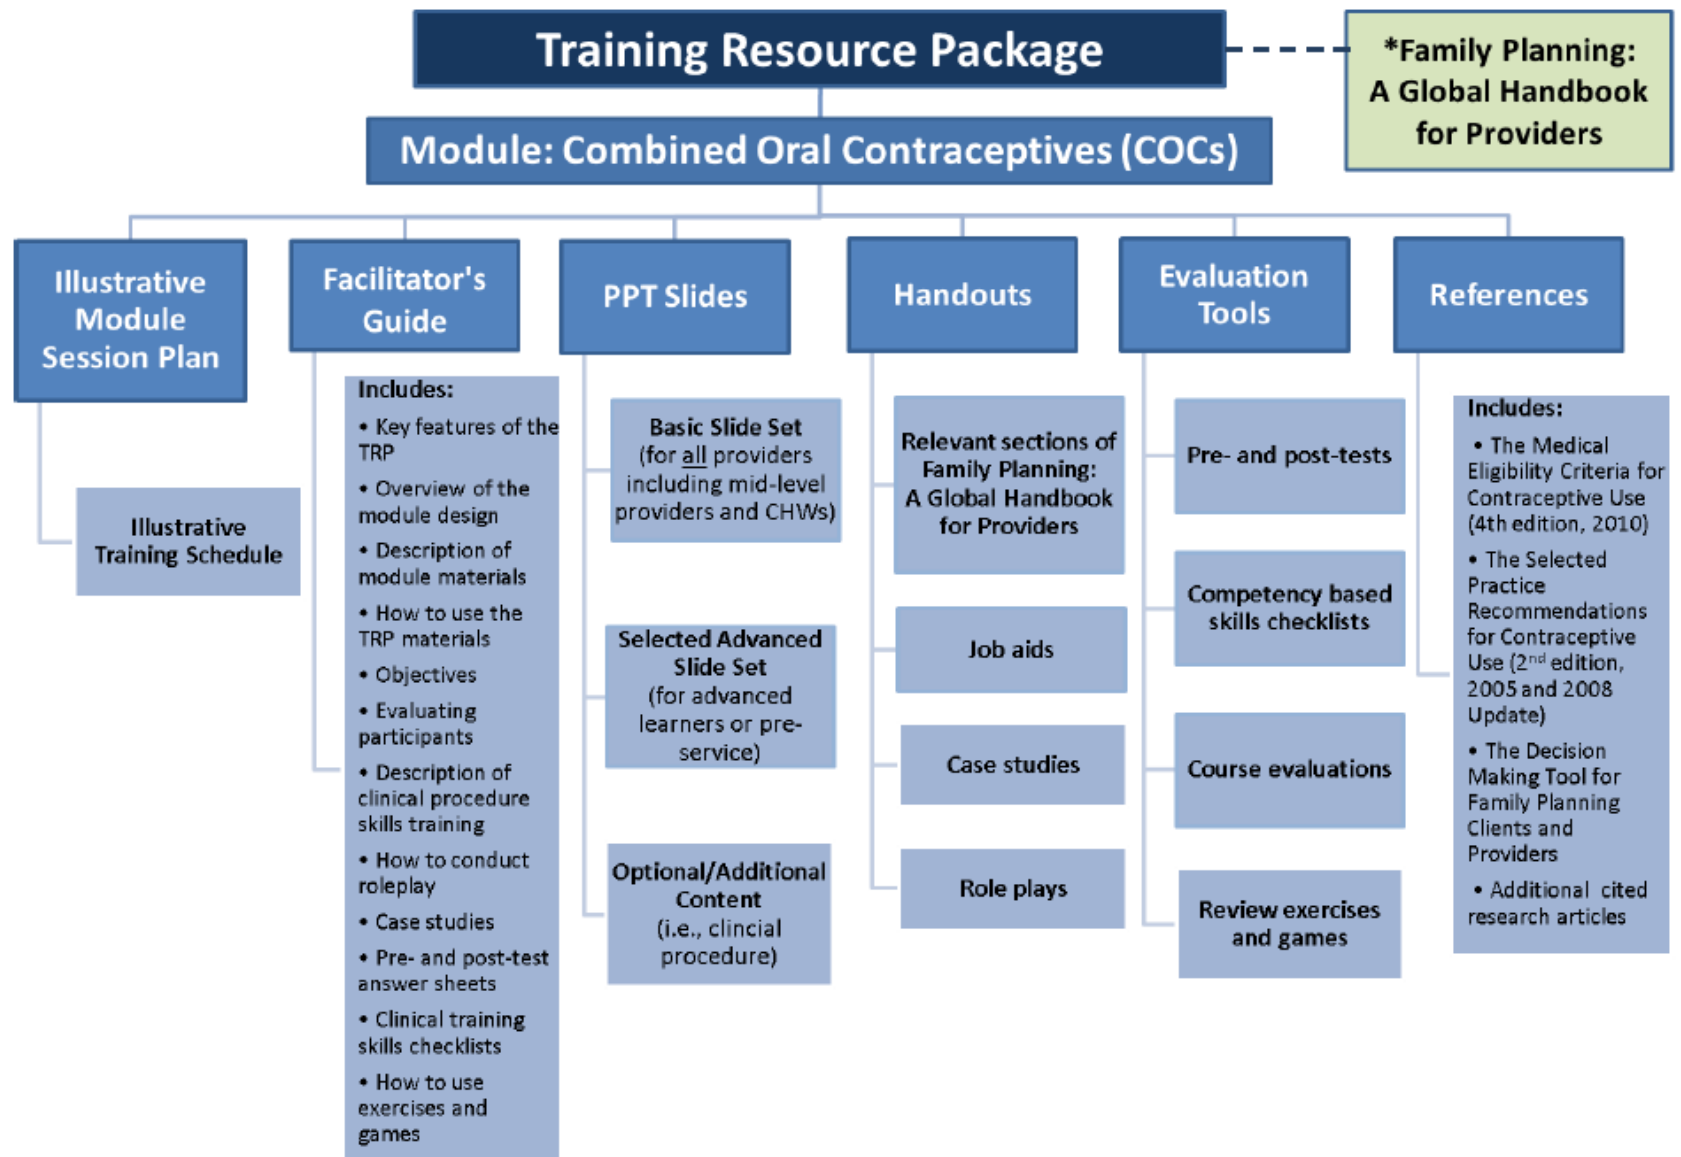 Training Resource Package
*Family Planning:
A Global Handbook
for Providers
Module: Combined Oral Contraceptives (COCs)
Illustrative
Module
Session Plan
Illustrative
Training Schedule
Facilitator's
Guide
Includes:
• Key features of the
TRP
• Overview of the
module design
• Description of
module materials
• How to use the
TRP materials
• Objectives
• Evaluating
participants
• Description of
clinical procedure
skills training
• How to conduct
roleplay
• Case studies
• Pre- and post-test
answer sheets
• Clinical training
skills checklists
• How to use
exercises and
games
PPT Slides
Basic Slide Set
(for all providers
including mid-level
providers and CHWs)
Selected Advanced
Slide Set
(for advanced
learners or pre-
service)
Optional/Additional
Content
(i.e., clincial
procedure)
Handouts
Relevant sections of
Family Planning:
A Global Handbook
for Providers
Job aids
Case studies
Role plays
Evaluation
Tools
Pre- and post-tests
Competency based
skills checklists
Course evaluations
Review exercises
and games
References
Includes:
• The Medical
Eligibility Criteria for
Contraceptive Use
(4th edition, 2010)
• The Selected
Practice
Recommendations
for Contraceptive
Use (2nd edition,
2005 and 2008
Update)
• The Decision
Making Tool for
Family Planning
Clients and
Providers
• Additional cited
research articles